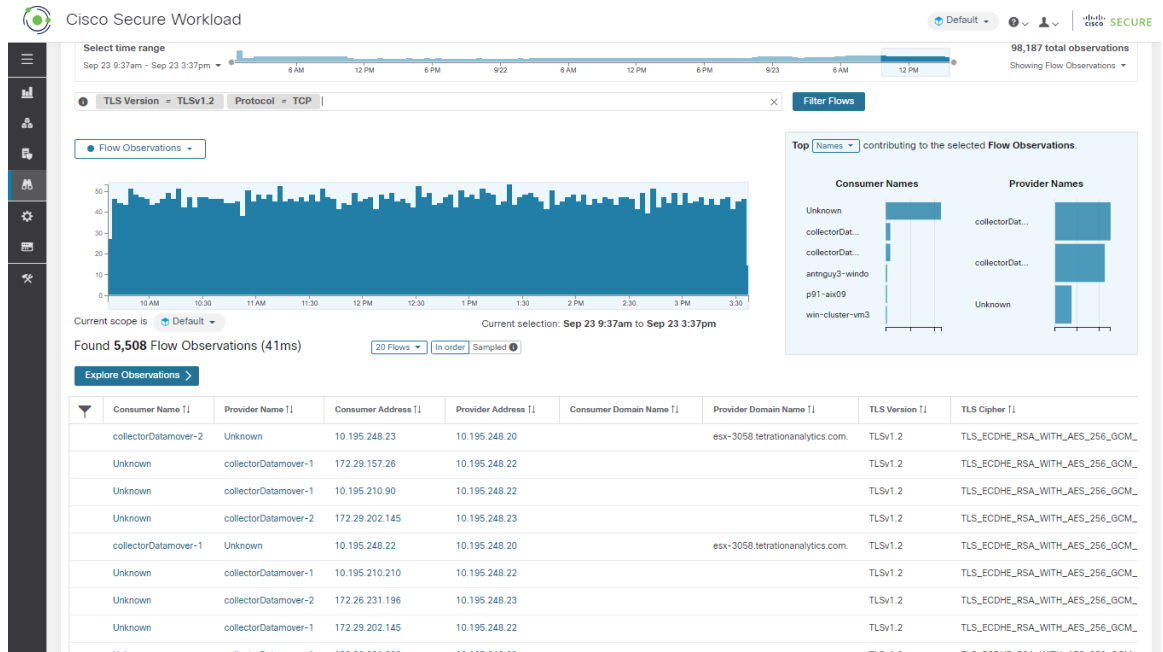 Cisco Secure Workload
Default
CISCO SECURE
Select time range
Sep 23 9:37am - Sep 23 3:37pm
6 AM 12 PM 6 PM 9/22 6 AM 12 PM 6 PM 9/23 6 AM 12 PM
98,187 total observations
Showing Flow Observations
TLS Version = TLSv1.2 Protocol = TCP
Filter Flows
Flow Observations
50
40
30
20
10
0
10 AM 10:30 11 AM 11:30 12 PM 12:30 1 PM 1:30 2 PM 2:30 3 PM 3:30
Top Names contributing to the selected Flow Observations.
Consumer Names Provider Names
Unknown
collectorDat...
collectorDat...
antnguy3-windo
p91-aix09
win-cluster-vm3
collectorDat...
collectorDat...
Unknown
Current scope is Default
Current selection: Sep 23 9:37am to Sep 23 3:37pm
Found 5,508 Flow Observations (41ms)
20 Flows In order Sampled
Explore Observations
Consumer Name Provider Name Consumer Address Provider Address Consumer Domain Name Provider Domain Name TLS Version TLS Cipher
collectorDatamover-2 Unknown 10.195.248.23 10.195.248.20 esx-3058.tetrationanalytics.com. TLSv1.2 TLS_ECDHE_RSA_WITH_AES_256_GCM_
Unknown collectorDatamover-1 172.29.157.26 10.195.248.22 TLSv1.2 TLS_ECDHE_RSA_WITH_AES_256_GCM_
Unknown collectorDatamover-1 10.195.210.90 10.195.248.22 TLSv1.2 TLS_ECDHE_RSA_WITH_AES_256_GCM_
Unknown collectorDatamover-2 172.29.202.145 10.195.248.23 TLSv1.2 TLS_ECDHE_RSA_WITH_AES_256_GCM_
collectorDatamover-1 Unknown 10.195.248.22 10.195.248.20 esx-3058.tetrationanalytics.com. TLSv1.2 TLS_ECDHE_RSA_WITH_AES_256_GCM_
Unknown collectorDatamover-1 10.195.210.210 10.195.248.22 TLSv1.2 TLS_ECDHE_RSA_WITH_AES_256_GCM_
Unknown collectorDatamover-2 172.26.231.196 10.195.248.23 TLSv1.2 TLS_ECDHE_RSA_WITH_AES_256_GCM_
Unknown collectorDatamover-1 172.29.202.145 10.195.248.22 TLSv1.2 TLS_ECDHE_RSA_WITH_AES_256_GCM_